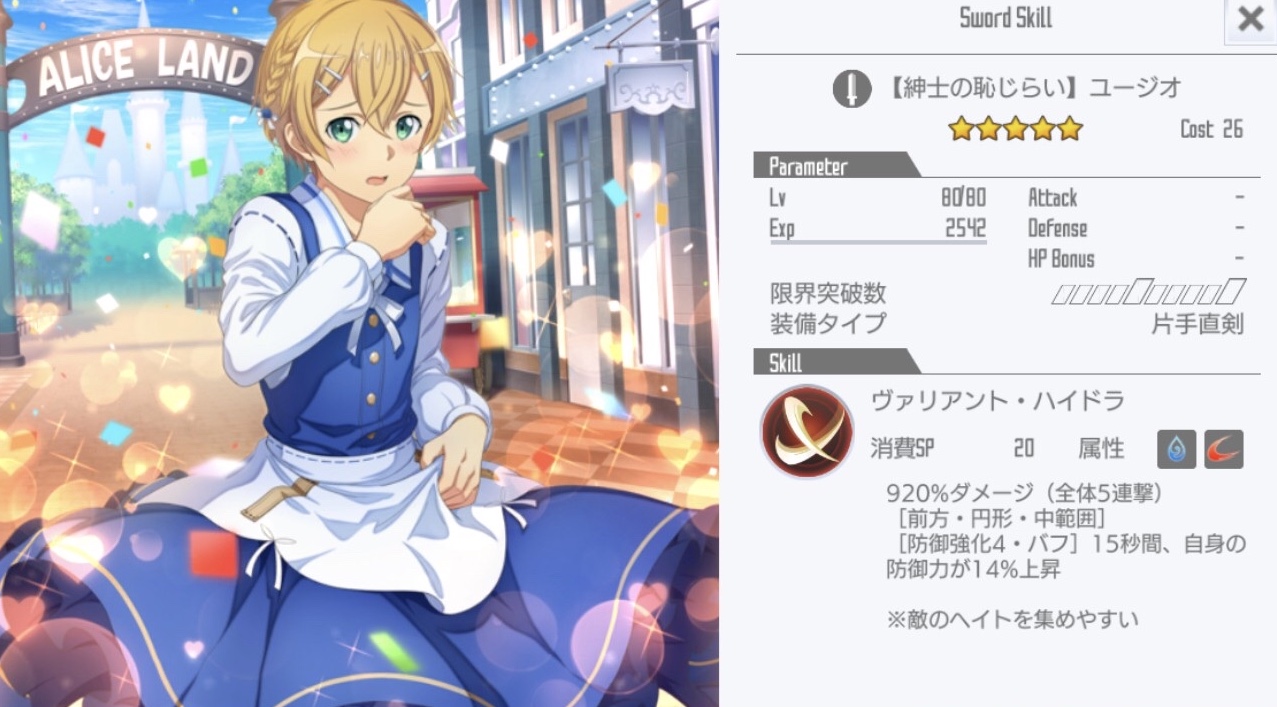 ALICE LAND
Sword Skill
【紳士の恥じらい】ユージオ
Cost 26
Parameter
Lv 80/80
Attack -
Exp 2542
Defense -
HP Bonus -
限界突破数
装備タイプ 片手直剣
Skill
ヴァリアント・ハイドラ
消費SP 20 属性
920%ダメージ（全体5連撃）
［前方・円形・中範囲］
［防御強化4・バフ］15秒間、自身の
防御力が14%上昇
※敵のヘイトを集めやすい